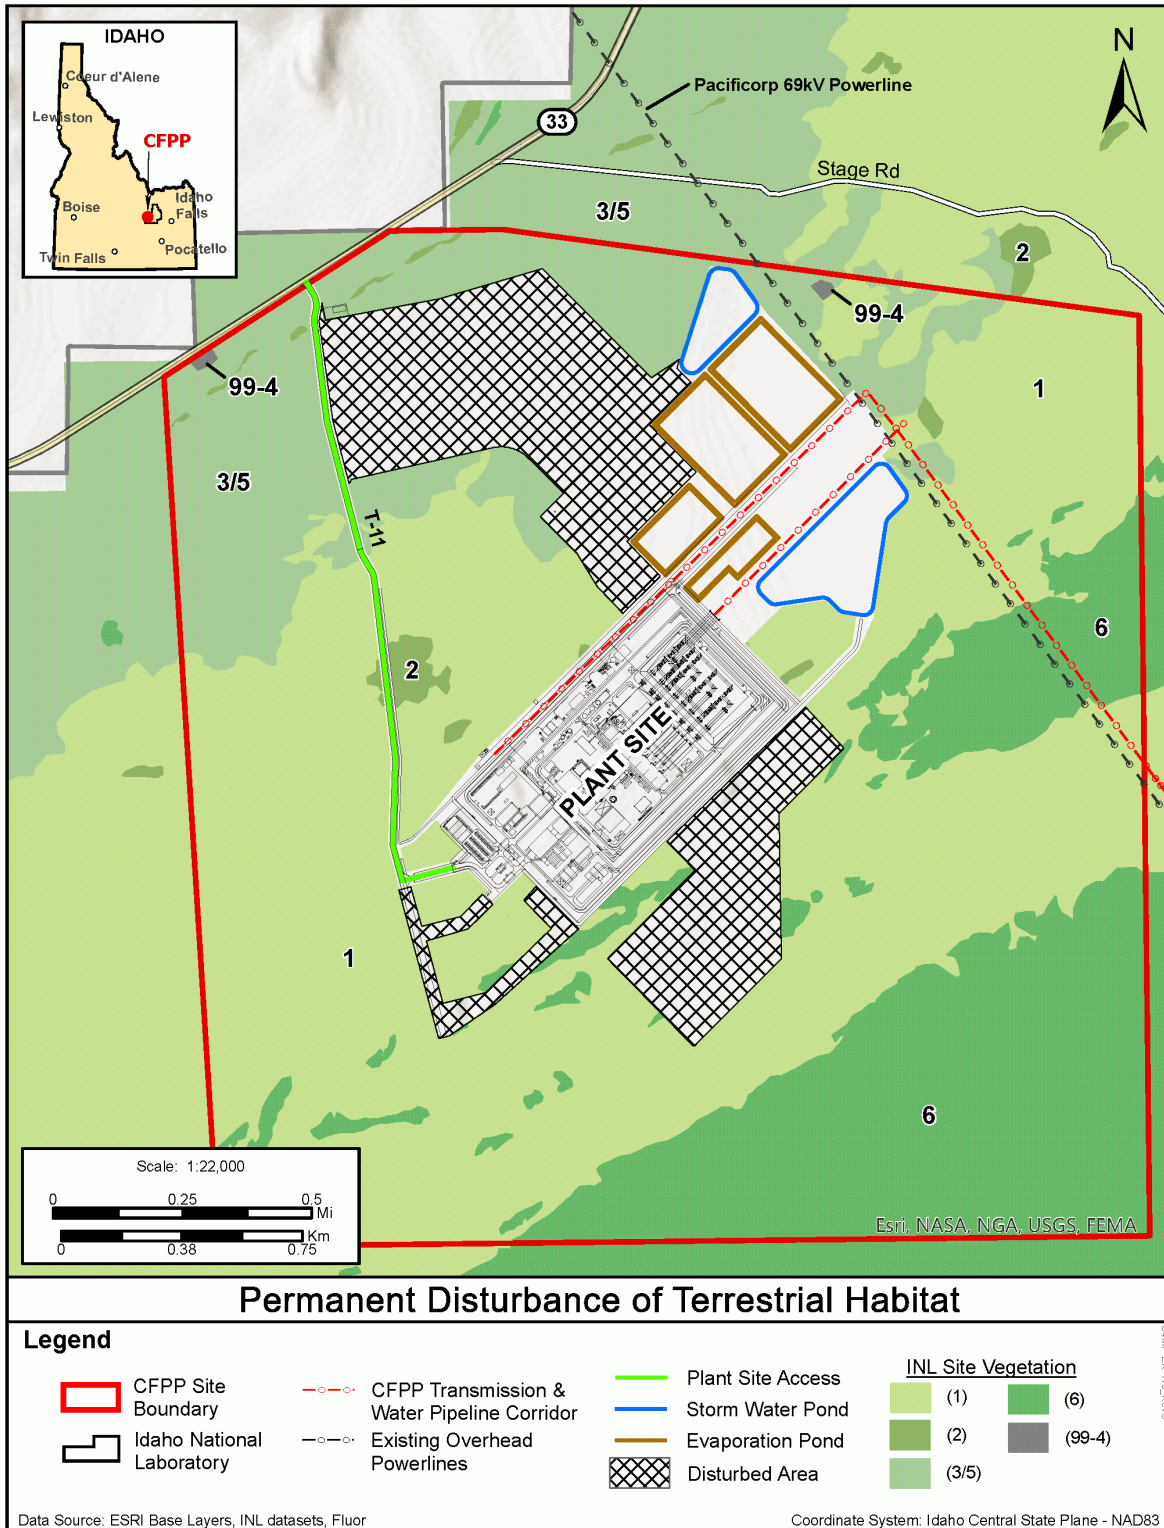 IDAHO
Coeur d'Alene
Lewiston
CFPP
Boise
Idaho
Falls
Twin Falls
Pocatello
N
Pacificorp 69kV Powerline
33
Stage Rd
3/5
2
99-4
99-4
1
3/5
T-11
6
2
PLANT SITE
1
6
Scale: 1:22,000
0 0.25 0.5
Mi
Km
0 0.38 0.75
Esri, NASA, NGA, USGS, FEMA
Permanent Disturbance of Terrestrial Habitat
Legend
CFPP Site
Boundary
Idaho National
Laboratory
CFPP Transmission &
Water Pipeline Corridor
Existing Overhead
Powerlines
Plant Site Access
Storm Water Pond
Evaporation Pond
Disturbed Area
INL Site Vegetation
(1)
(2)
(3/5)
(6)
(99-4)
Data Source: ESRI Base Layers, INL datasets, Fluor
Coordinate System: Idaho Central State Plane - NAD83